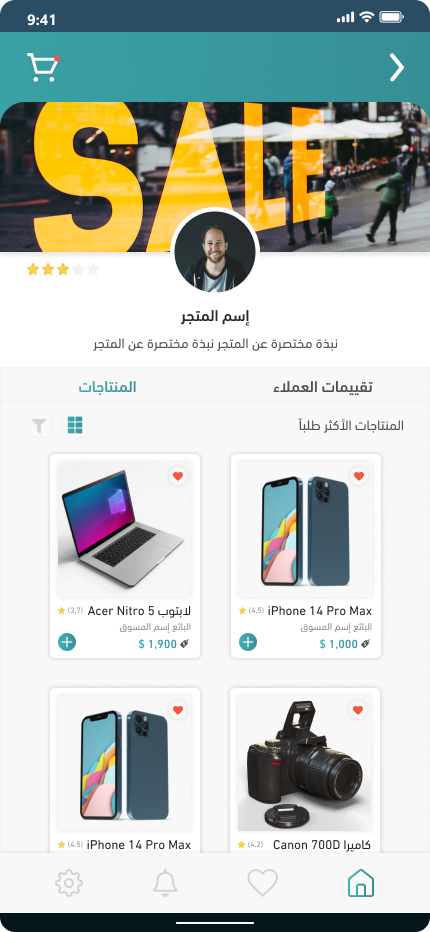 9:41
SALE
إسم المتجر
نبذة مختصرة عن المتجر نبذة مختصرة عن المتجر
تقييمات العملاء
المنتاجات
المنتاجات الأكثر طلباً
iPhone 14 Pro Max (4.5)
البائع إسم المسوق
1,000 $
لابتوب Acer Nitro 5 (3.7)
البائع إسم المسوق
1,900 $
كاميرا Canon 700D (4.2)
iPhone 14 Pro Max (4.5)